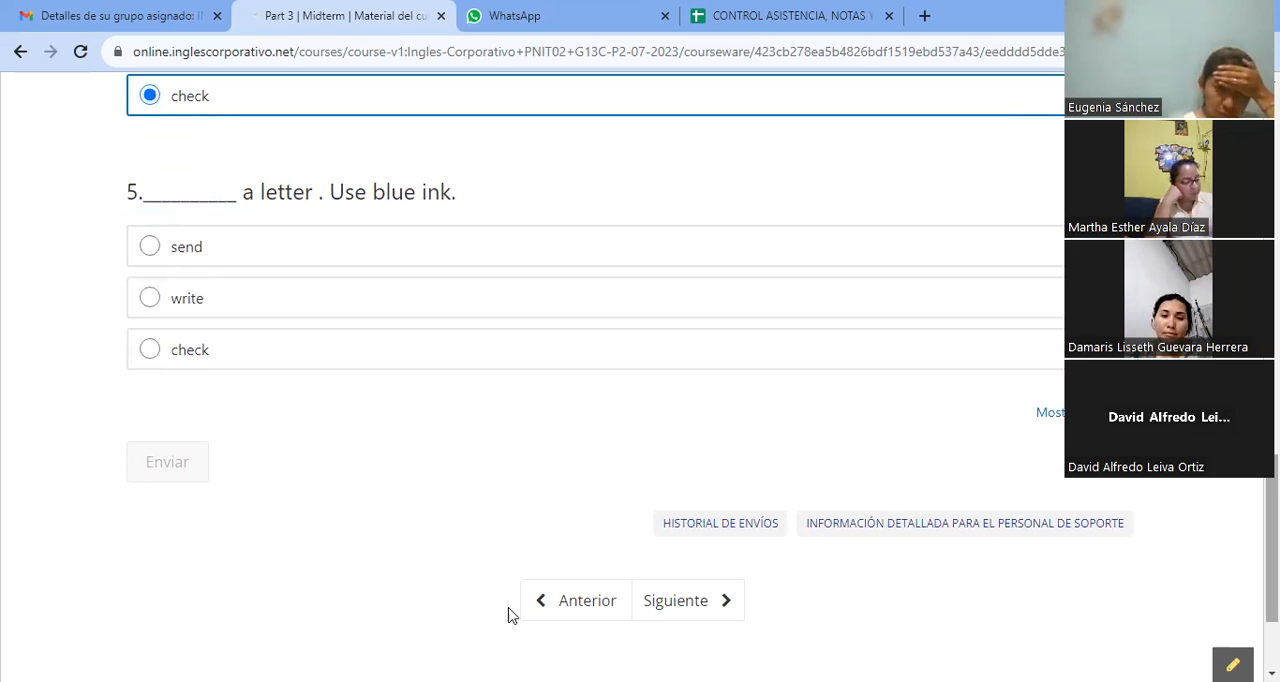 Detalles de su grupo asignado: I
Part 3 | Midterm | Material del cu
WhatsApp
CONTROL ASISTENCIA, NOTAS Y
online.inglescorporativo.net/courses/course-v1:Ingles-Corporativo+PNIT02+G13C-P2-07-2023/courseware/423cb278ea5b4826bdf1519ebd537a43/eedddd5dde3
check
5.__________ a letter . Use blue ink.
send
write
check
Most
Enviar
HISTORIAL DE ENVÍOS
INFORMACIÓN DETALLADA PARA EL PERSONAL DE SOPORTE
Anterior
Siguiente
Eugenia Sánchez
Martha Esther Ayala Díaz
Damaris Lisseth Guevara Herrera
David Alfredo Lei...
David Alfredo Leiva Ortiz